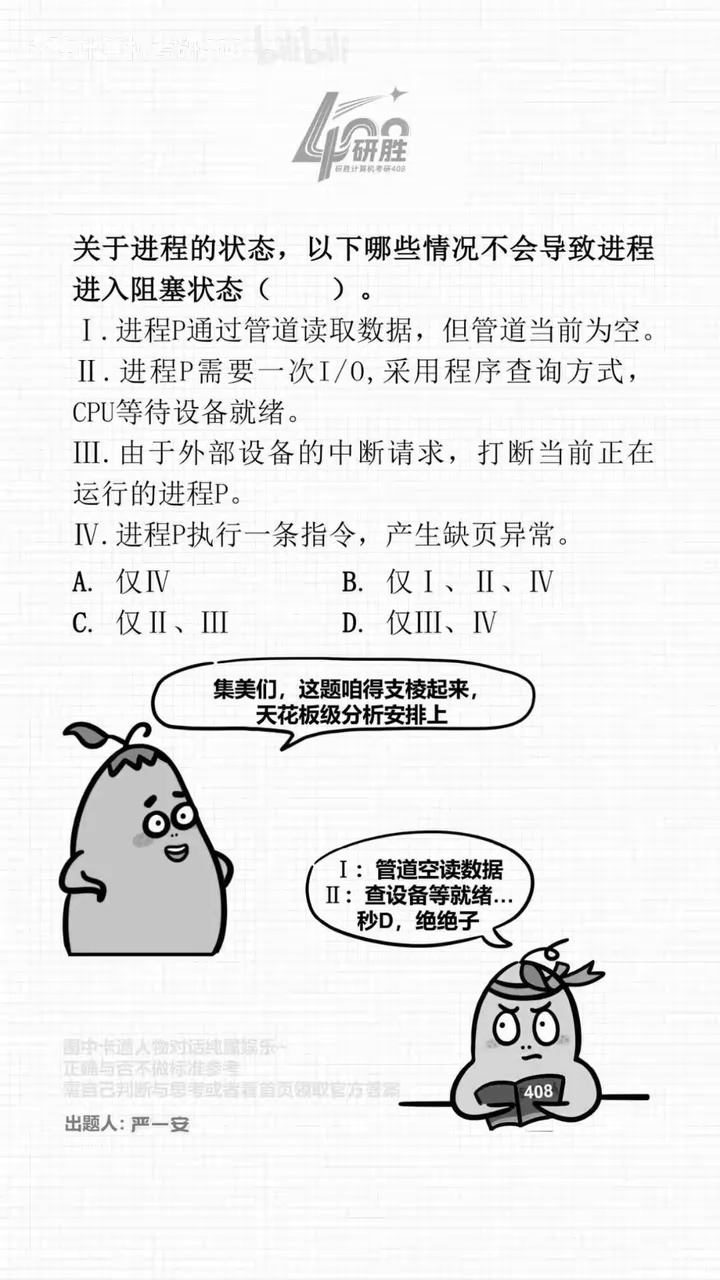 bilibili
研胜
研胜计算机考研408
关于进程的状态，以下哪些情况不会导致进程
进入阻塞状态（　　）。
Ⅰ.进程P通过管道读取数据，但管道当前为空。
Ⅱ.进程P需要一次I/O,采用程序查询方式，
CPU等待设备就绪。
Ⅲ.由于外部设备的中断请求，打断当前正在
运行的进程P。
Ⅳ.进程P执行一条指令，产生缺页异常。
A. 仅Ⅳ　　B. 仅Ⅰ、Ⅱ、Ⅳ
C. 仅Ⅱ、Ⅲ　　D. 仅Ⅲ、Ⅳ
集美们，这题咱得支棱起来，
天花板级分析安排上
Ⅰ：管道空读数据
Ⅱ：查设备等就绪…
秒D，绝绝子
408
图中卡通人物对话纯属娱乐~
正确与否不做标准参考
需自己判断与思考或者看首页领取官方答案
出题人：严一安